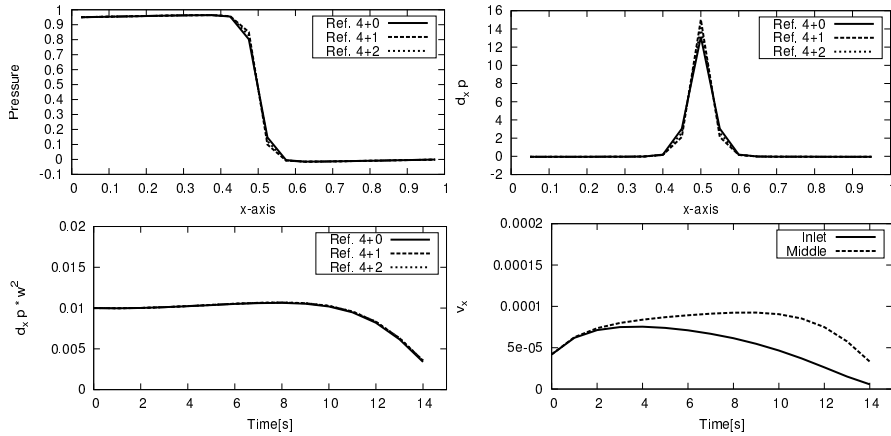 1
0.9
0.8
0.7
0.6
0.5
0.4
0.3
0.2
0.1
0
-0.1
0 0.1 0.2 0.3 0.4 0.5 0.6 0.7 0.8 0.9 1
Pressure
x-axis
Ref. 4+0
Ref. 4+1
Ref. 4+2
16
14
12
10
8
6
4
2
0
-2
0 0.1 0.2 0.3 0.4 0.5 0.6 0.7 0.8 0.9 1
dx p
x-axis
Ref. 4+0
Ref. 4+1
Ref. 4+2
0.02
0.015
0.01
0.005
0
0 2 4 6 8 10 12 14
dx p * w2
Time[s]
Ref. 4+0
Ref. 4+1
Ref. 4+2
0.0002
0.00015
0.0001
5e-05
0
0 2 4 6 8 10 12 14
vx
Time[s]
Inlet
Middle